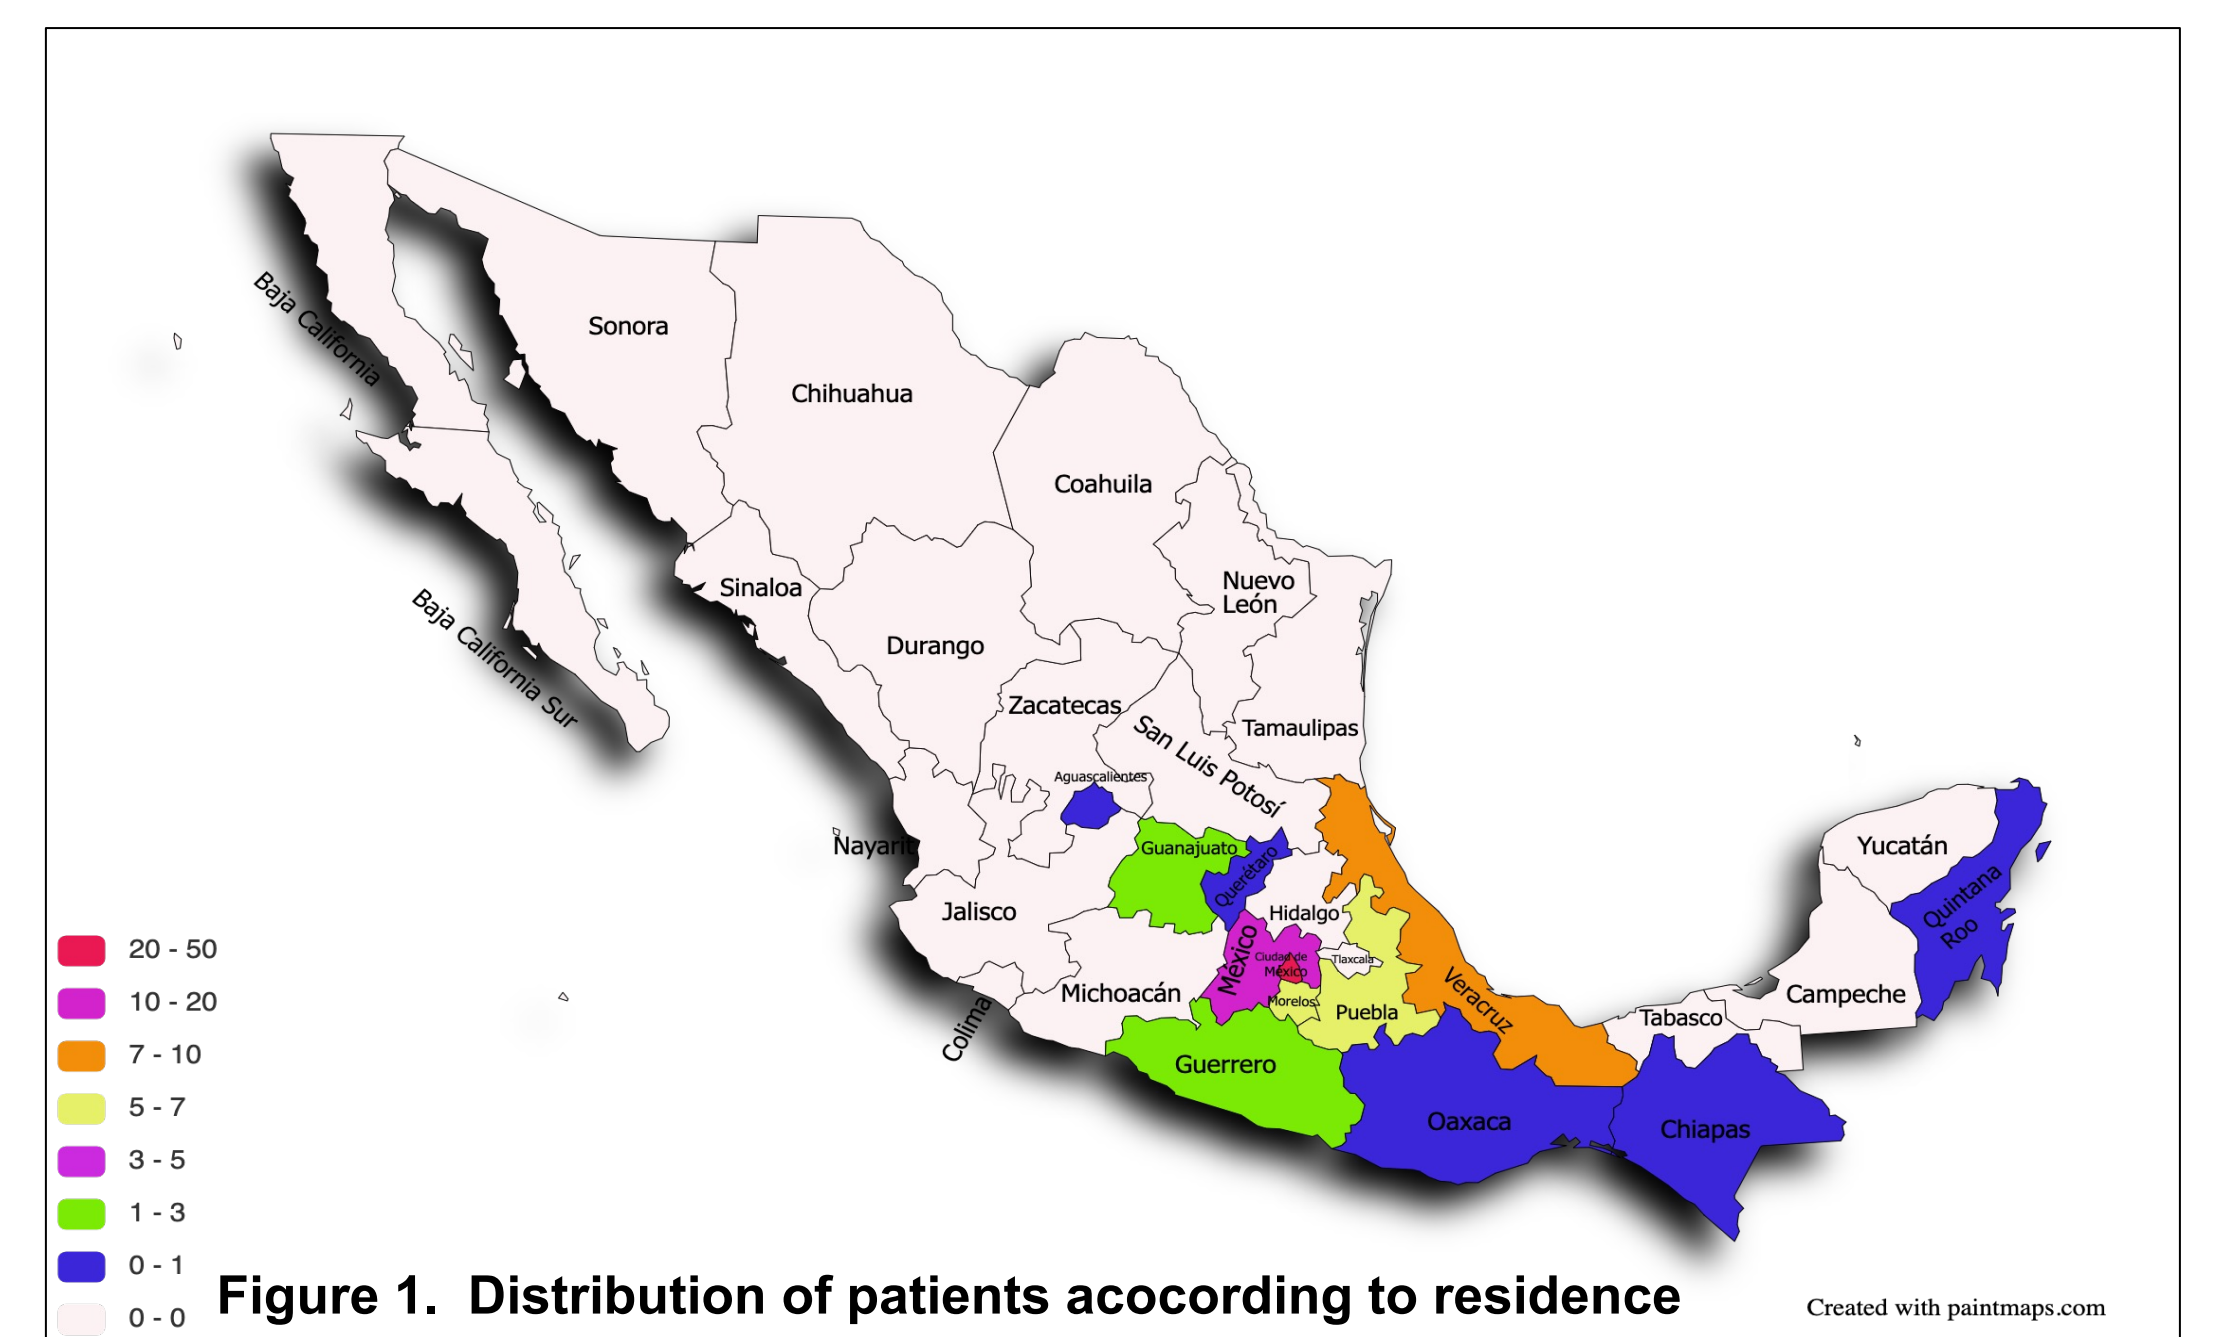 Baja California
Sonora
Chihuahua
Coahuila
Sinaloa
Nuevo
León
Baja California Sur
Durango
Zacatecas
San Luis Potosí
Tamaulipas
Aguascalientes
Nayarit
Guanajuato
Querétaro
Yucatán
Quintana
Roo
Jalisco
Hidalgo
México
Ciudad de
México
Tlaxcala
Michoacán
Morelos
Puebla
Veracruz
Campeche
Tabasco
Colima
Guerrero
Oaxaca
Chiapas
20 - 50
10 - 20
7 - 10
5 - 7
3 - 5
1 - 3
0 - 1
0 - 0
Figure 1. Distribution of patients acocording to residence
Created with paintmaps.com